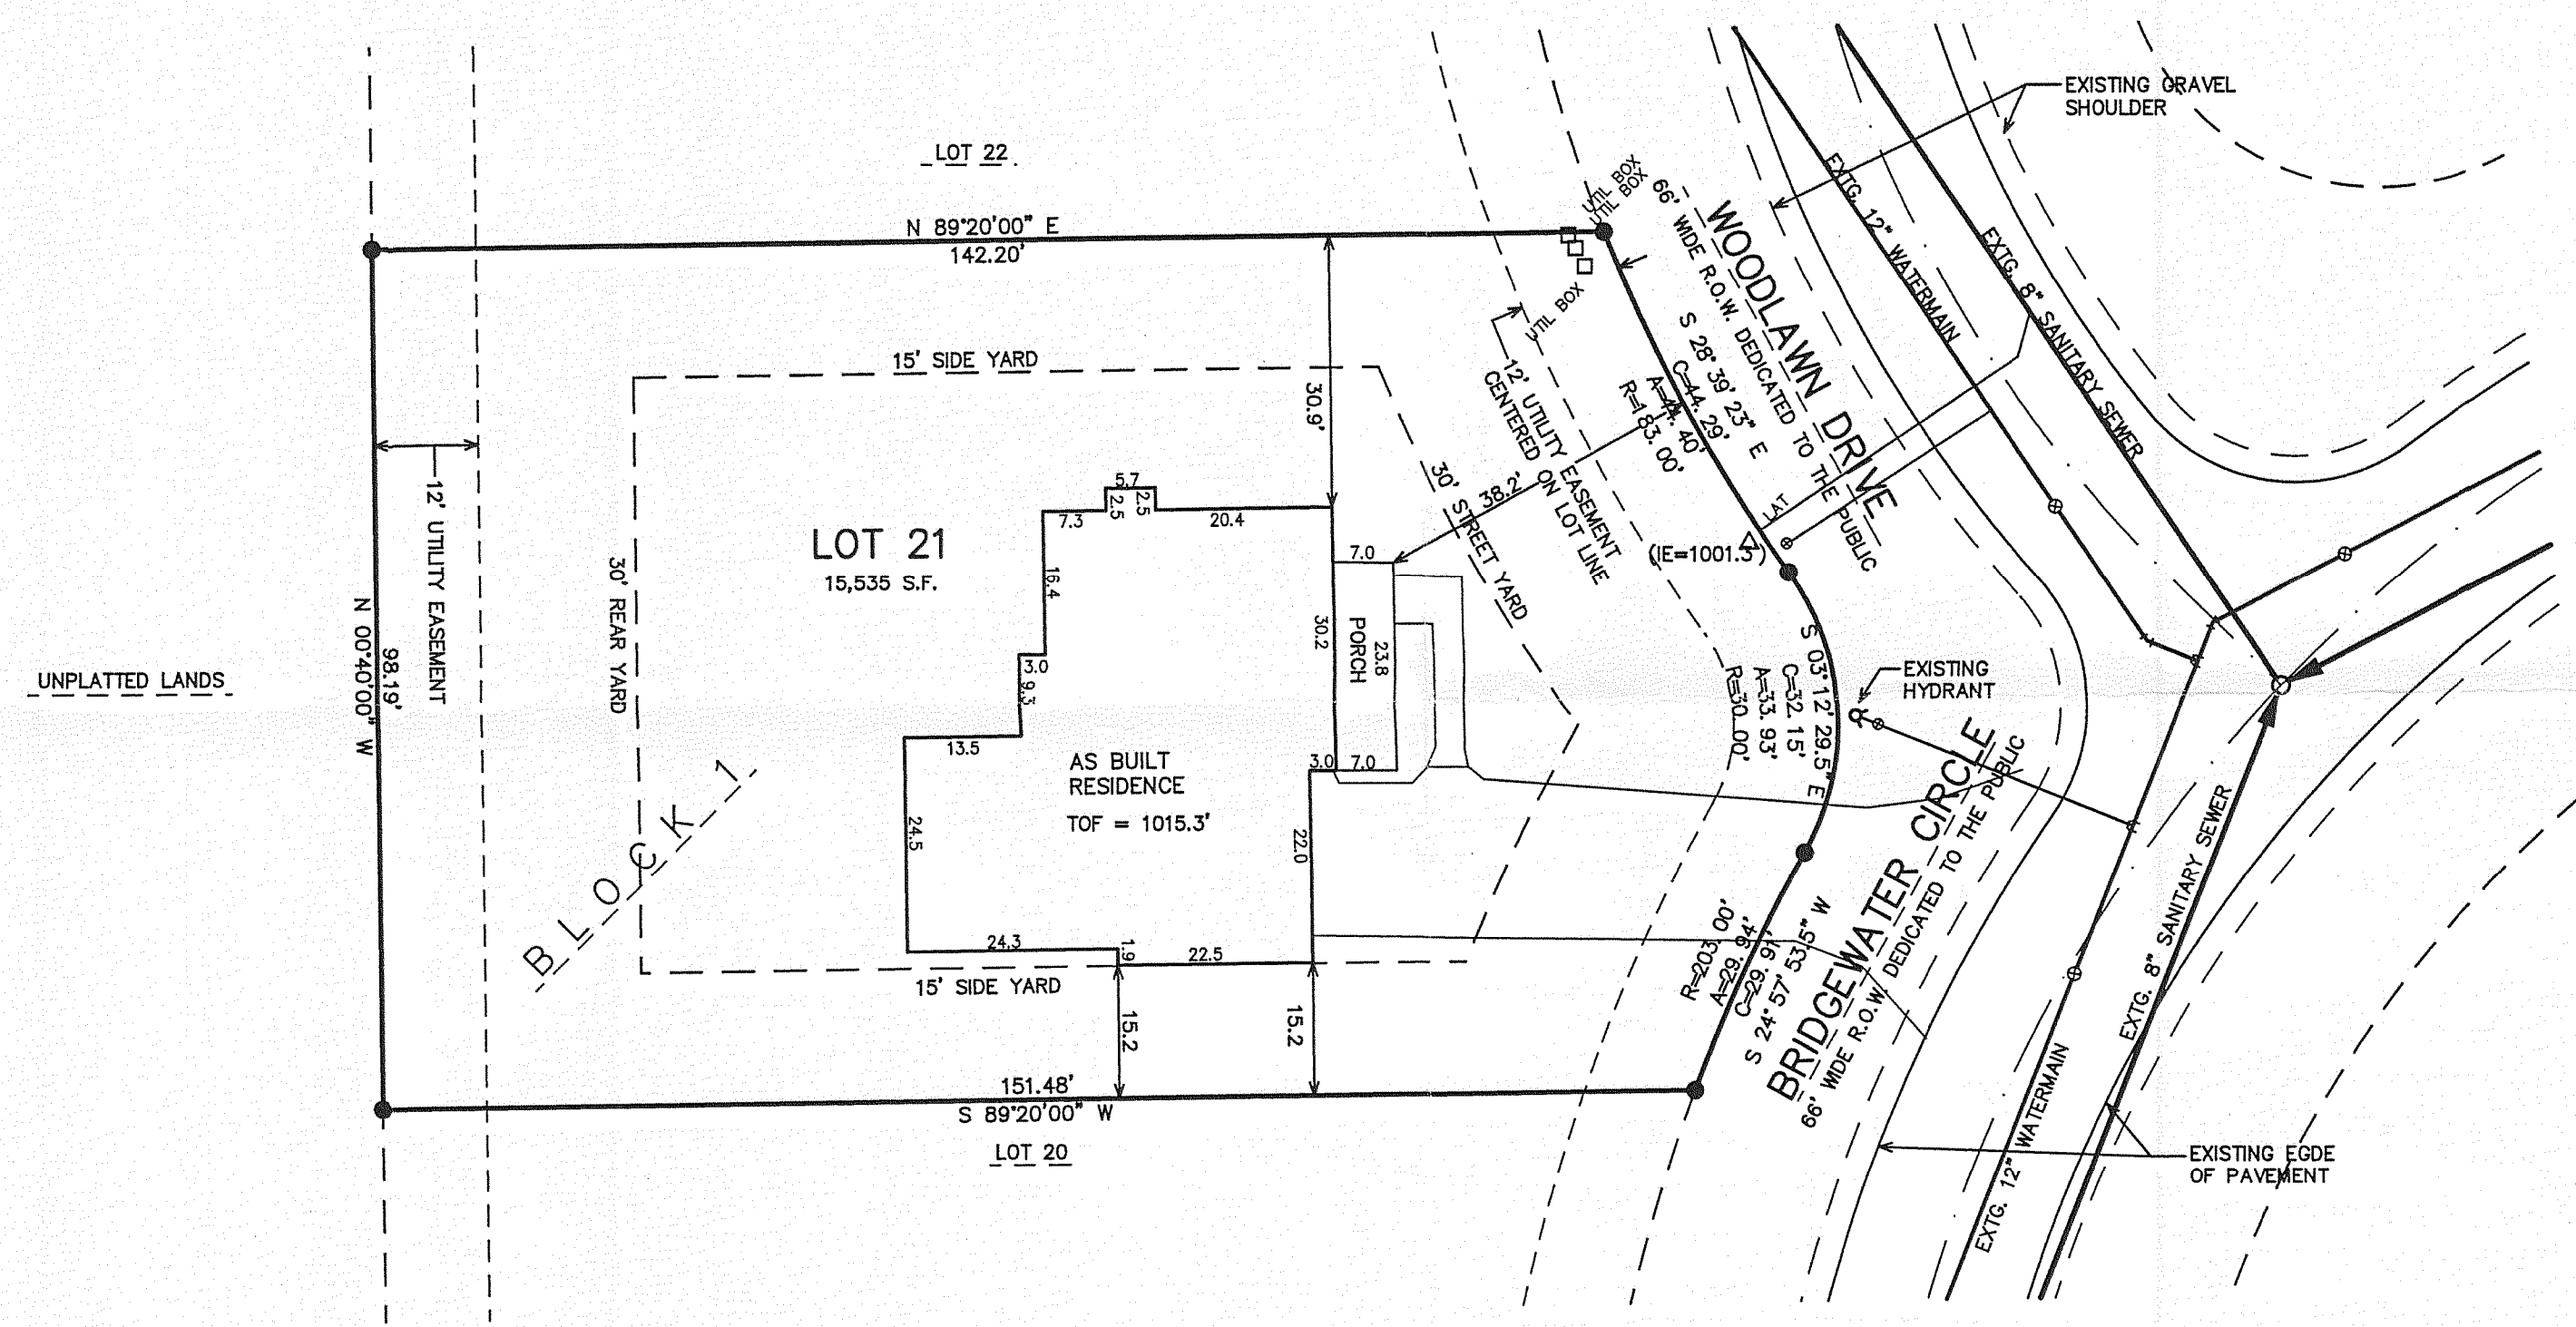 EXISTING GRAVEL
SHOULDER
LOT 22
UTIL BOX
UTIL BOX
N 89°20'00" E
142.20'
UTIL BOX
WOODLAWN DRIVE
66' WIDE R.O.W. DEDICATED TO THE PUBLIC
S 28° 39' 23" E
C=44. 29'
A=44. 40'
R=183. 00'
EXTG. 12" WATERMAIN
EXTG. 8" SANITARY SEWER
15' SIDE YARD
30.9'
12' UTILITY EASEMENT
CENTERED ON LOT LINE
30' STREET YARD
38.2'
12' UTILITY EASEMENT
5.7
2.5
2.5
7.3
20.4
LOT 21
15,535 S.F.
16.4
7.0
LAT
(IE=1001.3')
30' REAR YARD
N 00°40'00" W
98.19'
UNPLATTED LANDS
3.0
9.3
30.2
PORCH
23.8
S 03° 12' 29.5" E
C=32. 15'
A=33. 93'
R=30. 00'
EXISTING
HYDRANT
13.5
AS BUILT
RESIDENCE
TOF = 1015.3'
3.0
7.0
24.5
22.0
BLOCK 1
24.3
1.9
22.5
15' SIDE YARD
15.2
15.2
R=203. 00'
A=29. 94'
C=29. 91'
S 24° 57' 53.5" W
BRIDGEWATER CIRCLE
66' WIDE R.O.W. DEDICATED TO THE PUBLIC
EXTG. 8" SANITARY SEWER
EXTG. 12" WATERMAIN
151.48'
S 89°20'00" W
LOT 20
EXISTING EGDE
OF PAVEMENT